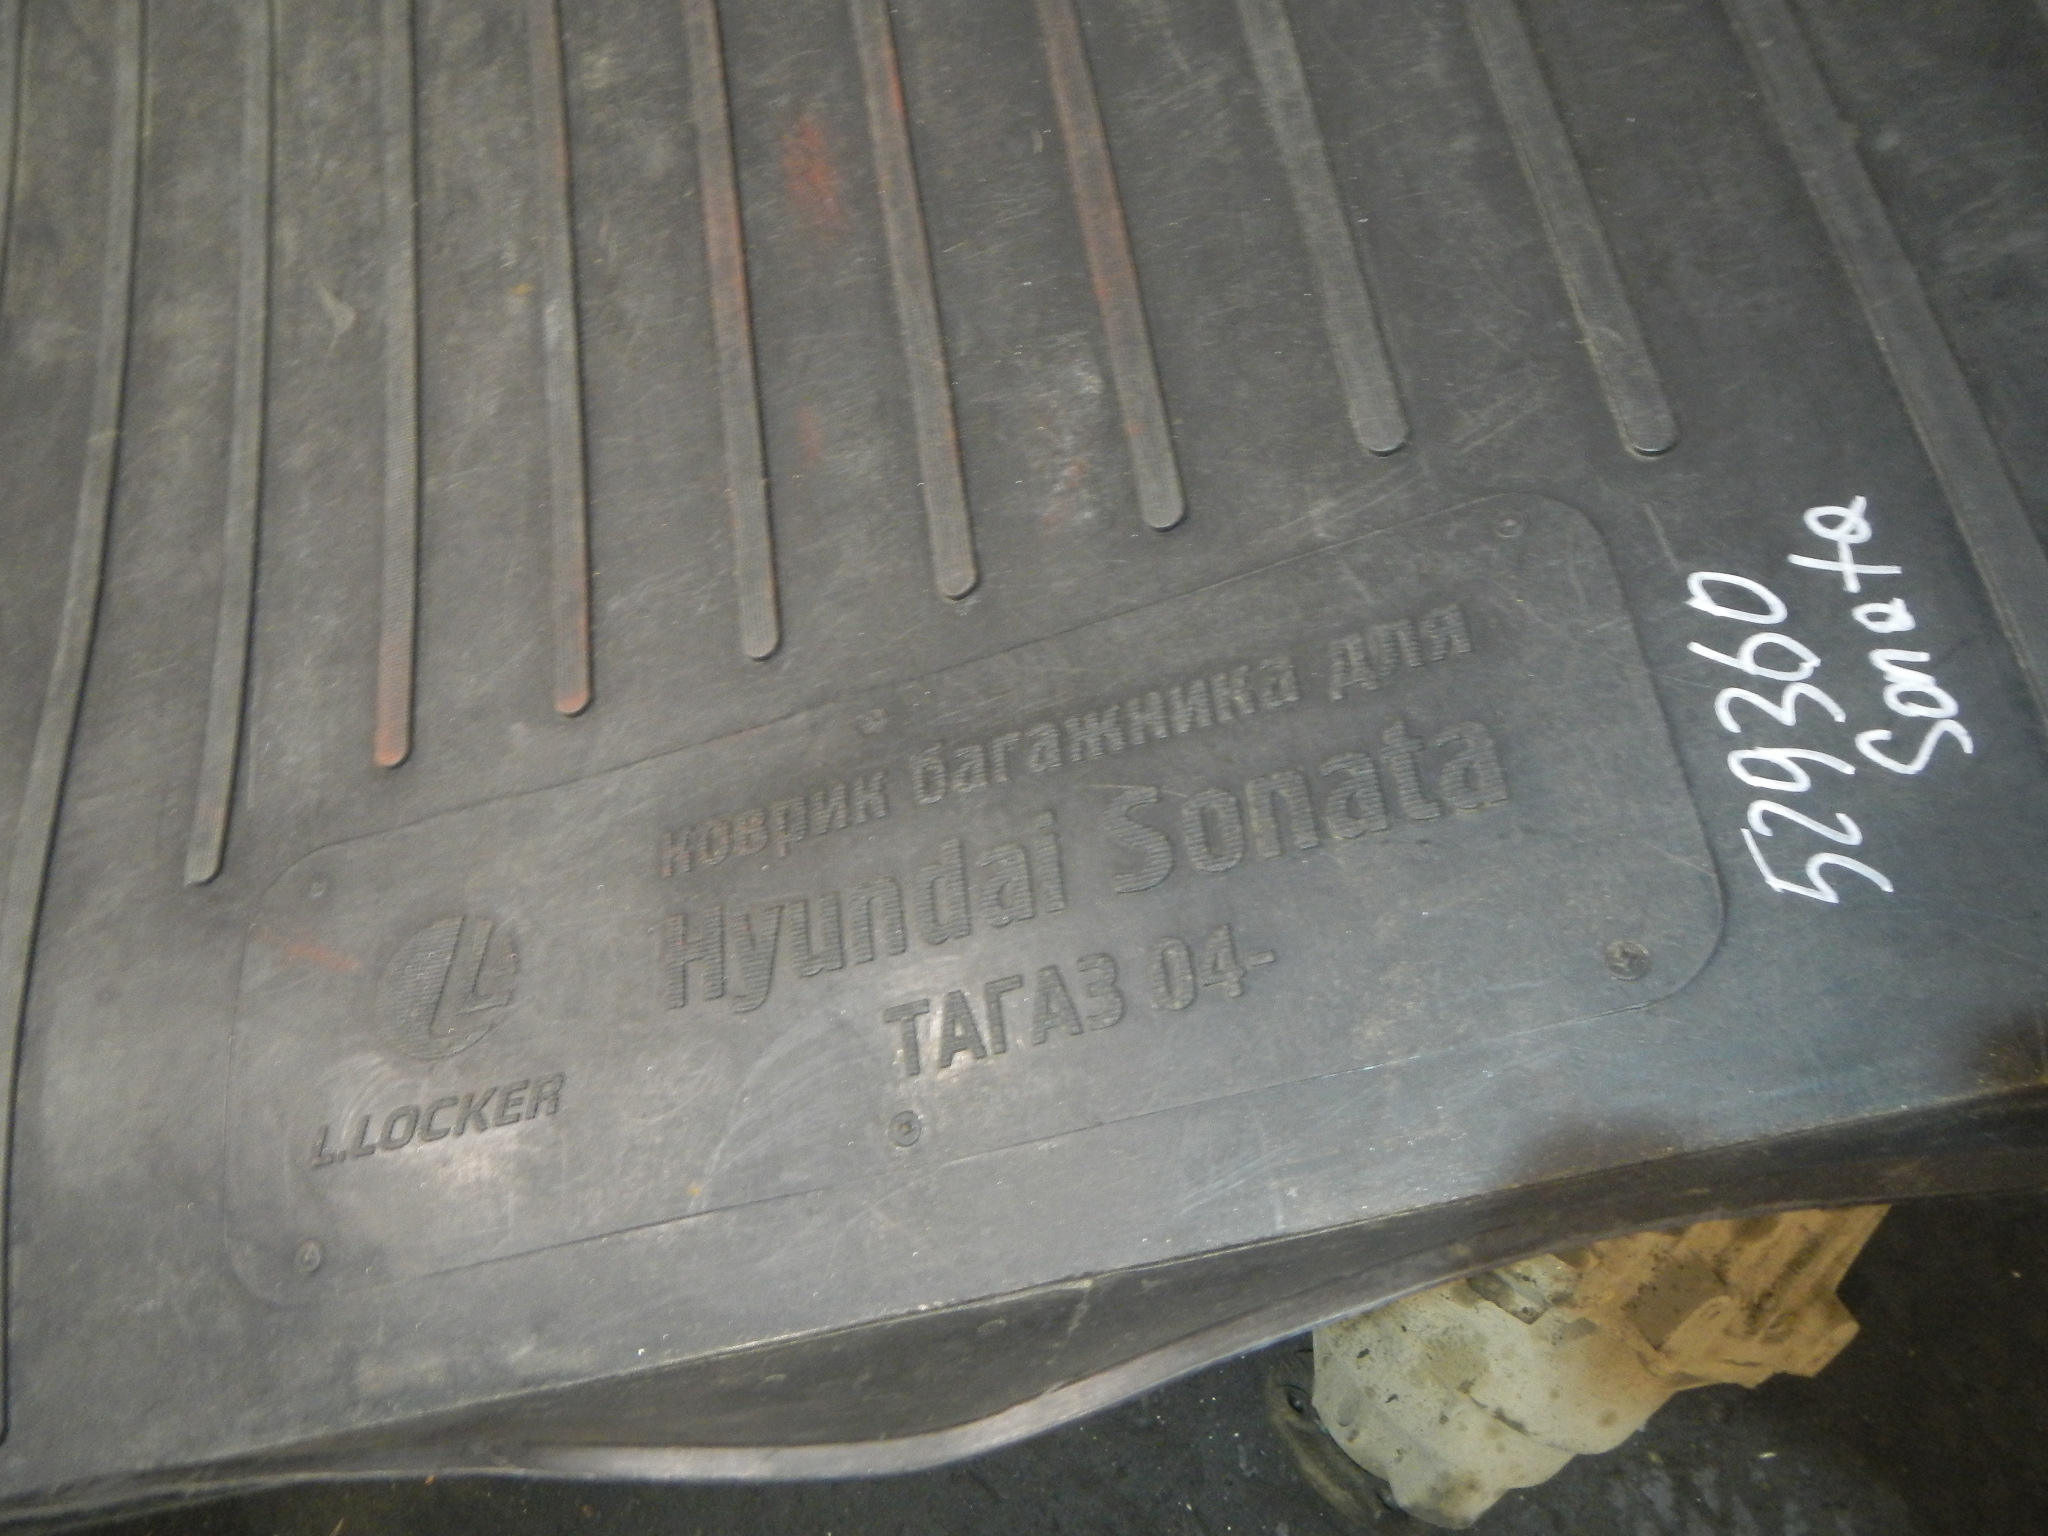 коврик багажника для
Hyundai Sonata
ТАГАЗ 04-
L.LOCKER
529360
Sonata